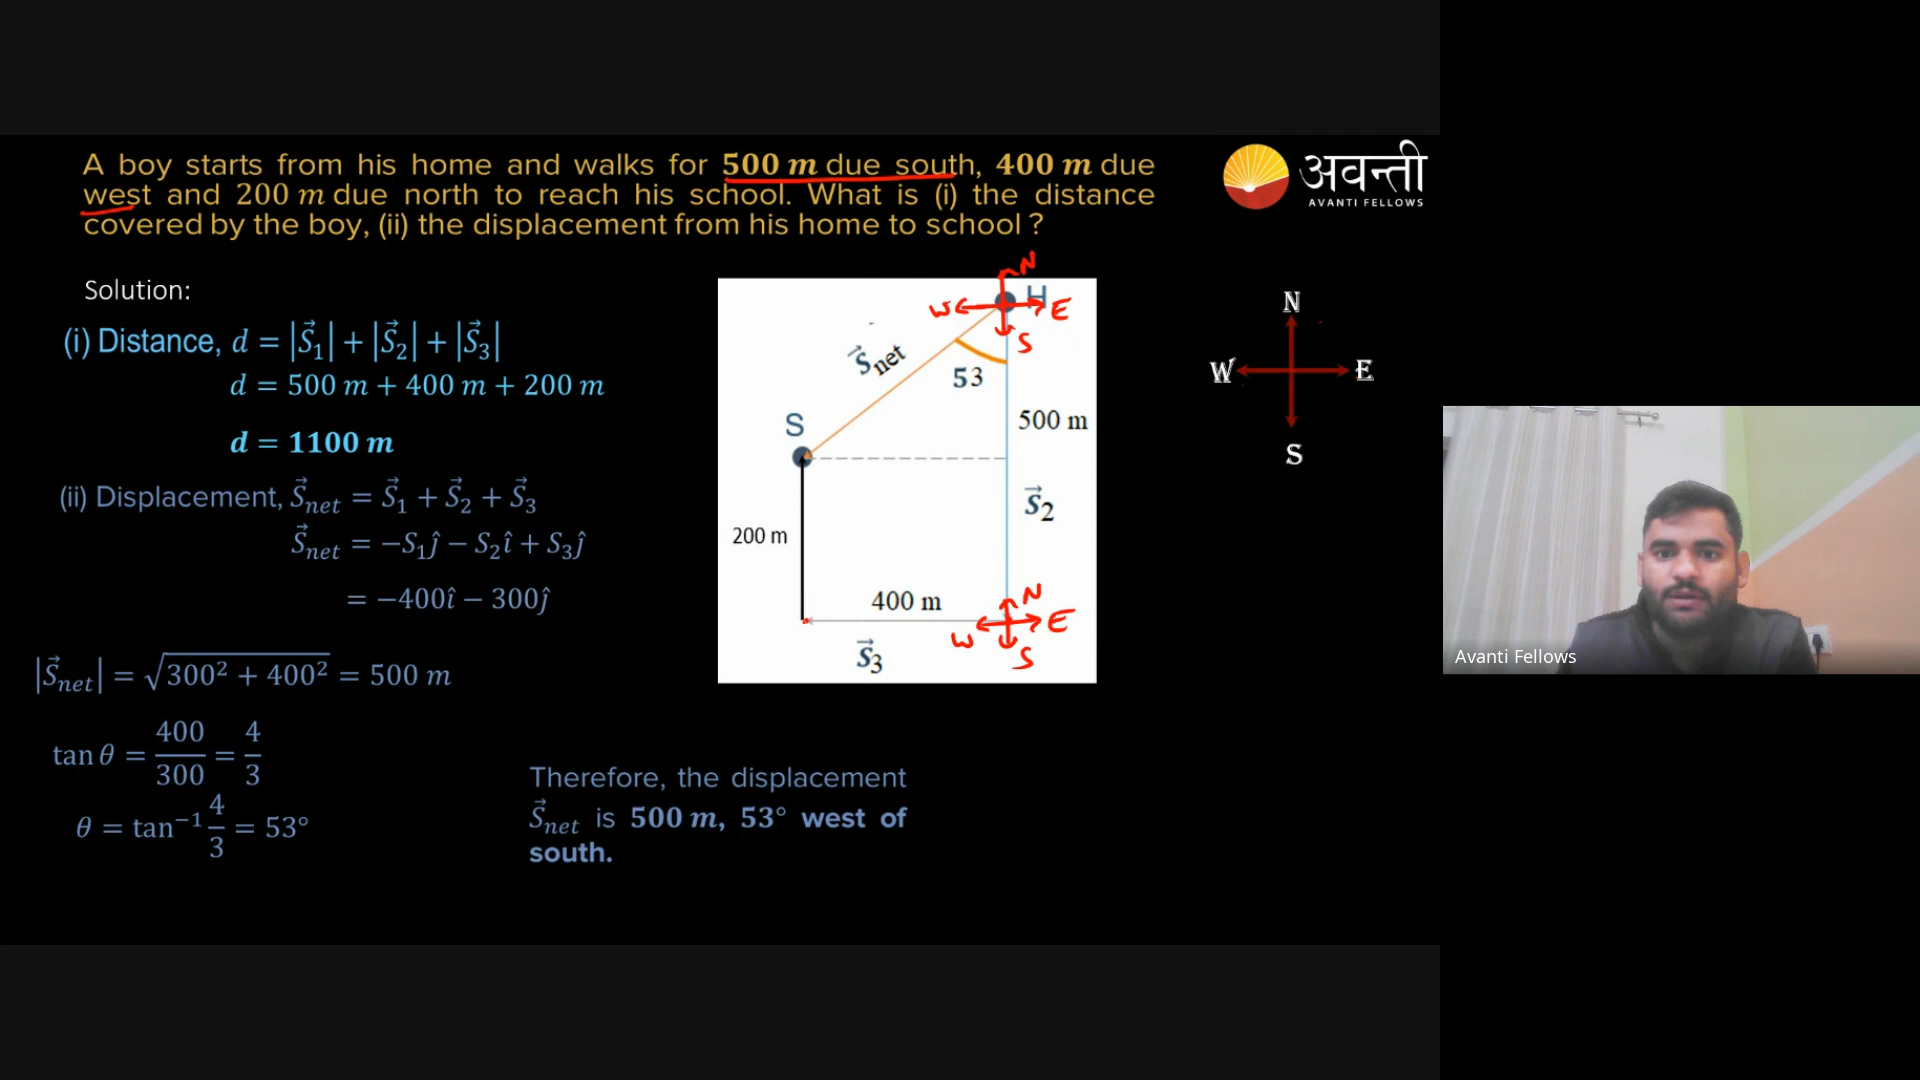 A boy starts from his home and walks for 500 m due south, 400 m due
west and 200 m due north to reach his school. What is (i) the distance
covered by the boy, (ii) the displacement from his home to school ?
अवन्ती
AVANTI FELLOWS
Solution:
(i) Distance, d = |S⃗₁| + |S⃗₂| + |S⃗₃|
d = 500 m + 400 m + 200 m
d = 1100 m
(ii) Displacement, S⃗net = S⃗₁ + S⃗₂ + S⃗₃
S⃗net = −S₁ĵ − S₂î + S₃ĵ
= −400î − 300ĵ
|S⃗net| = √300² + 400² = 500 m
tan θ = 400/300 = 4/3
θ = tan⁻¹ 4/3 = 53°
N
H
W E
S
S⃗net
53
S
500 m
S⃗₂
200 m
400 m
N
W E
S
S⃗₃
N
W E
S
Therefore, the displacement
S⃗net is 500 m, 53° west of
south.
Avanti Fellows